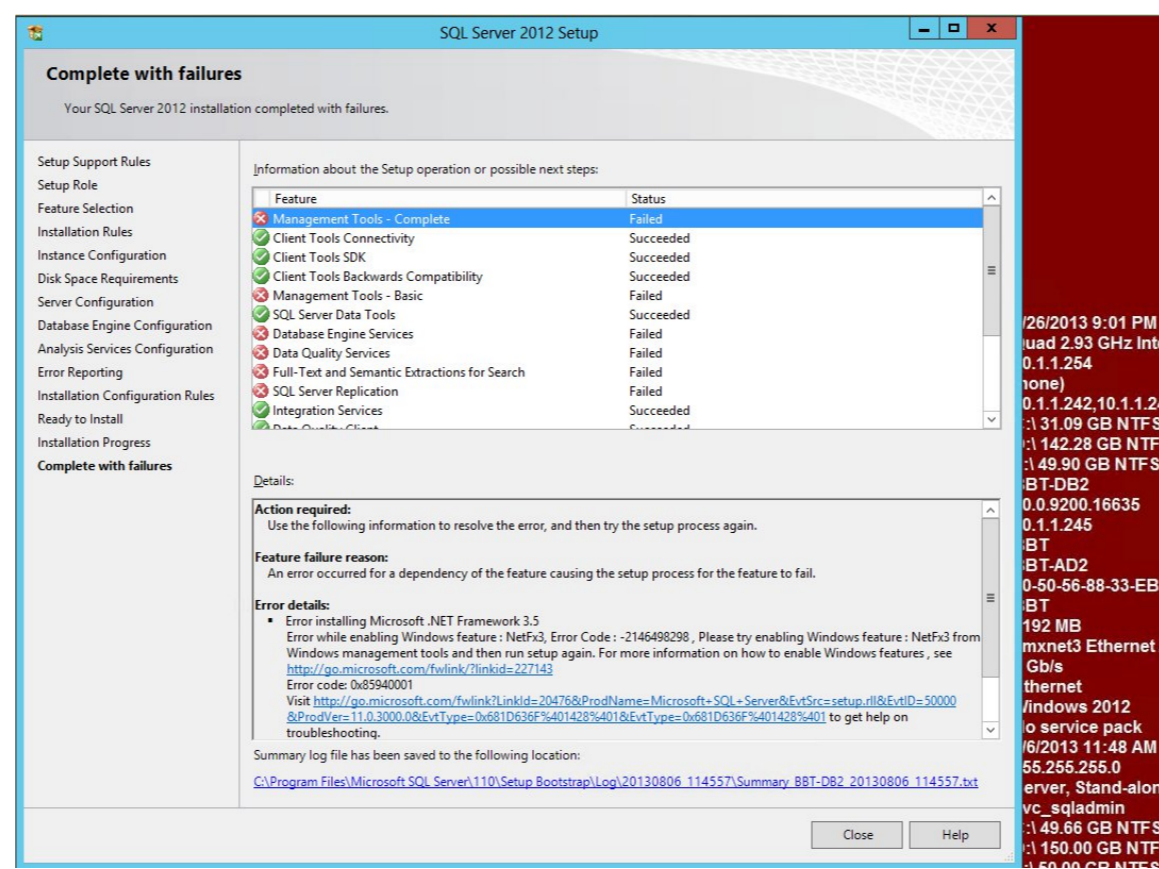 SQL Server 2012 Setup
Complete with failures
Your SQL Server 2012 installation completed with failures.
Setup Support Rules
Setup Role
Feature Selection
Installation Rules
Instance Configuration
Disk Space Requirements
Server Configuration
Database Engine Configuration
Analysis Services Configuration
Error Reporting
Installation Configuration Rules
Ready to Install
Installation Progress
Complete with failures
Information about the Setup operation or possible next steps:
Feature Status
Management Tools - Complete Failed
Client Tools Connectivity Succeeded
Client Tools SDK Succeeded
Client Tools Backwards Compatibility Succeeded
Management Tools - Basic Failed
SQL Server Data Tools Succeeded
Database Engine Services Failed
Data Quality Services Failed
Full-Text and Semantic Extractions for Search Failed
SQL Server Replication Failed
Integration Services Succeeded
Data Quality Client Succeeded
Details:
Action required:
Use the following information to resolve the error, and then try the setup process again.
Feature failure reason:
An error occurred for a dependency of the feature causing the setup process for the feature to fail.
Error details:
▪ Error installing Microsoft .NET Framework 3.5
Error while enabling Windows feature : NetFx3, Error Code : -2146498298 , Please try enabling Windows feature : NetFx3 from
Windows management tools and then run setup again. For more information on how to enable Windows features , see
http://go.microsoft.com/fwlink/?linkid=227143
Error code: 0x85940001
Visit http://go.microsoft.com/fwlink?LinkId=20476&ProdName=Microsoft+SQL+Server&EvtSrc=setup.rll&EvtID=50000
&ProdVer=11.0.3000.0&EvtType=0x681D636F%401428%401&EvtType=0x681D636F%401428%401 to get help on
troubleshooting.
Summary log file has been saved to the following location:
C:\Program Files\Microsoft SQL Server\110\Setup Bootstrap\Log\20130806_114557\Summary_BBT-DB2_20130806_114557.txt
Close Help
/26/2013 9:01 PM
uad 2.93 GHz Int
0.1.1.254
none)
0.1.1.242,10.1.1.2
:\ 31.09 GB NTFS
:\ 142.28 GB NTF
:\ 49.90 GB NTFS
BT-DB2
0.0.9200.16635
0.1.1.245
BT
BT-AD2
0-50-56-88-33-EB
BT
192 MB
mxnet3 Ethernet
Gb/s
thernet
Windows 2012
lo service pack
/6/2013 11:48 AM
55.255.255.0
erver, Stand-alon
vc_sqladmin
:\ 49.66 GB NTFS
:\ 150.00 GB NTF
:\ 50.00 GB NTFS